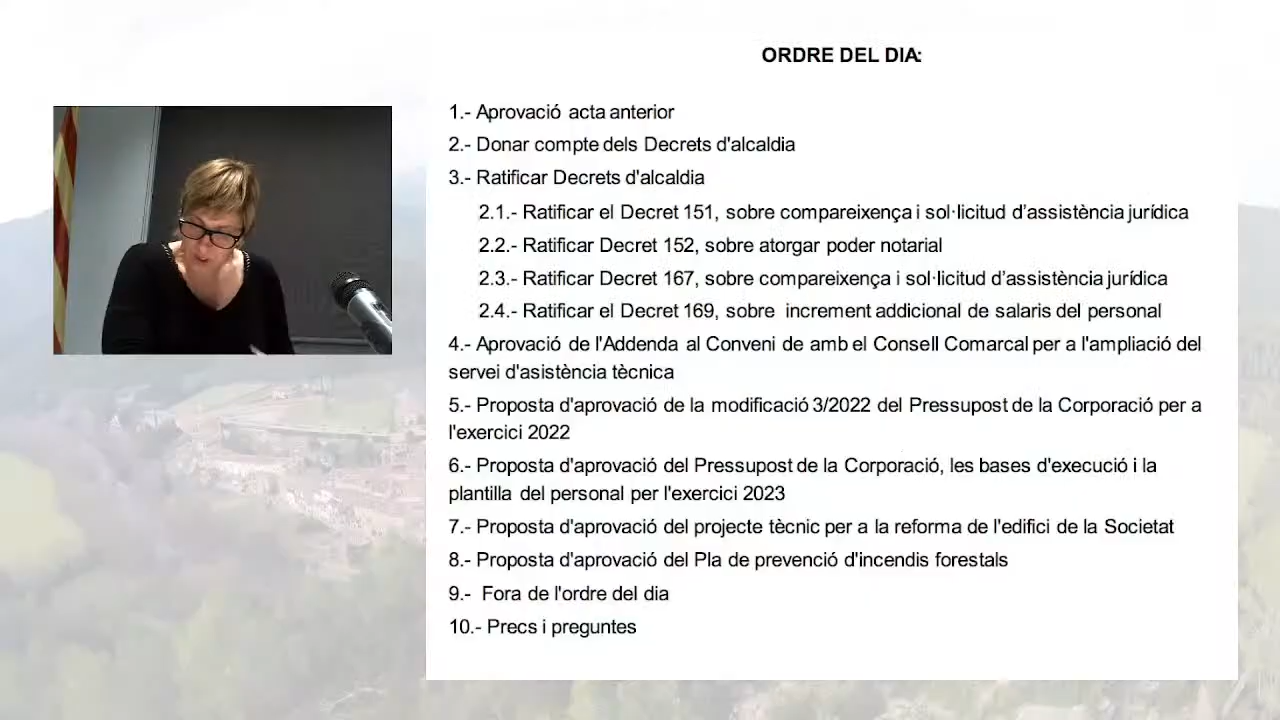 ORDRE DEL DIA:
1.- Aprovació acta anterior
2.- Donar compte dels Decrets d'alcaldia
3.- Ratificar Decrets d'alcaldia
2.1.- Ratificar el Decret 151, sobre compareixença i sol·licitud d’assistència jurídica
2.2.- Ratificar Decret 152, sobre atorgar poder notarial
2.3.- Ratificar Decret 167, sobre compareixença i sol·licitud d’assistència jurídica
2.4.- Ratificar el Decret 169, sobre increment addicional de salaris del personal
4.- Aprovació de l'Addenda al Conveni de amb el Consell Comarcal per a l'ampliació del
servei d'asistència tècnica
5.- Proposta d'aprovació de la modificació 3/2022 del Pressupost de la Corporació per a
l'exercici 2022
6.- Proposta d'aprovació del Pressupost de la Corporació, les bases d'execució i la
plantilla del personal per l'exercici 2023
7.- Proposta d'aprovació del projecte tècnic per a la reforma de l'edifici de la Societat
8.- Proposta d'aprovació del Pla de prevenció d'incendis forestals
9.- Fora de l'ordre del dia
10.- Precs i preguntes